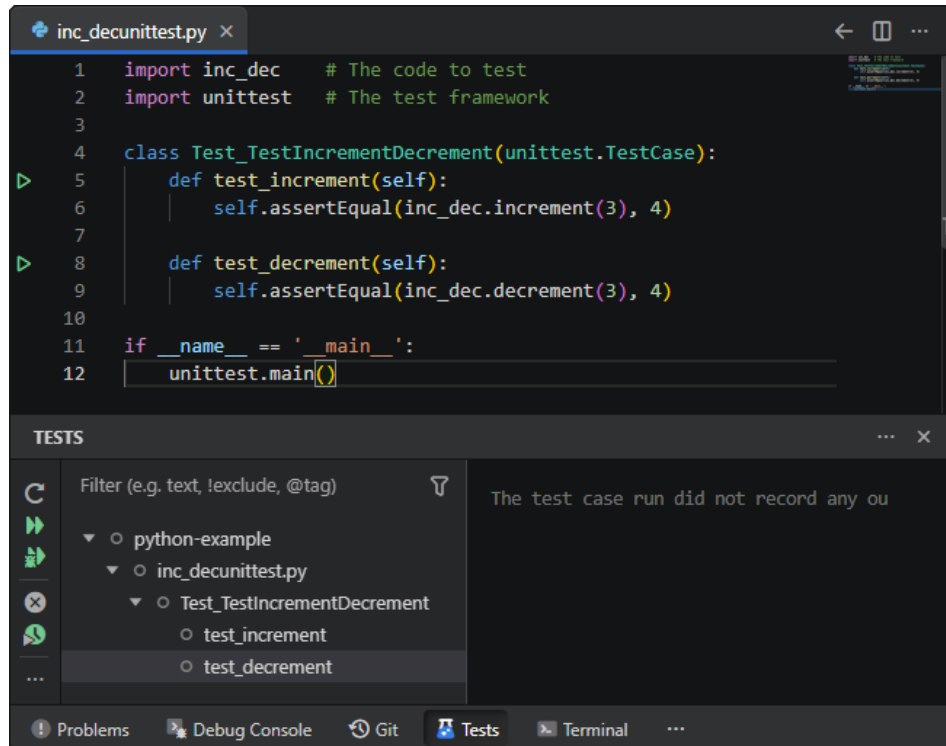 inc_decunittest.py
1 import inc_dec    # The code to test
2 import unittest   # The test framework
3
4 class Test_TestIncrementDecrement(unittest.TestCase):
5     def test_increment(self):
6         self.assertEqual(inc_dec.increment(3), 4)
7
8     def test_decrement(self):
9         self.assertEqual(inc_dec.decrement(3), 4)
10
11 if __name__ == '__main__':
12     unittest.main()
TESTS
Filter (e.g. text, !exclude, @tag)
The test case run did not record any ou
python-example
inc_decunittest.py
Test_TestIncrementDecrement
test_increment
test_decrement
Problems Debug Console Git Tests Terminal